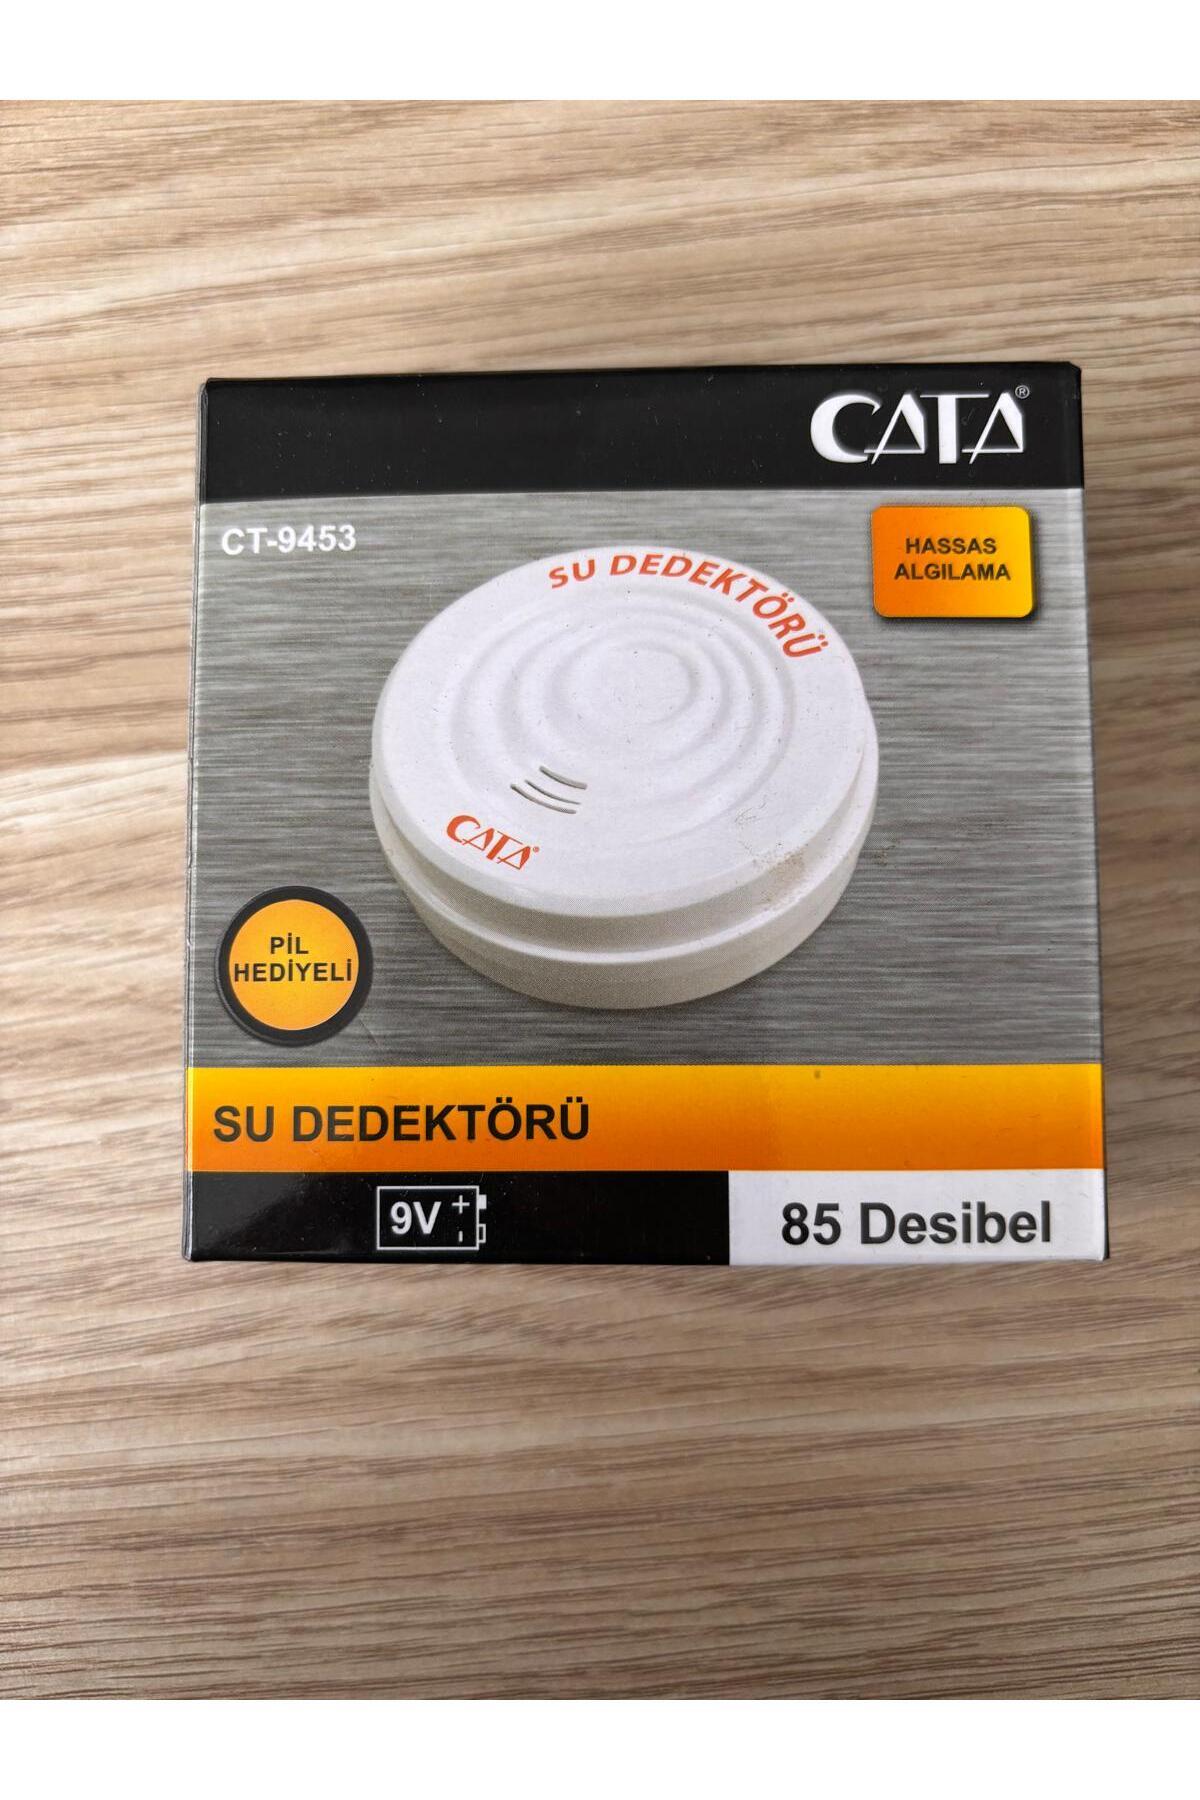 CATA®
CT-9453
HASSAS
ALGILAMA
SU DEDEKTÖRÜ
CATA®
PİL
HEDİYELİ
SU DEDEKTÖRÜ
9V + -
85 Desibel